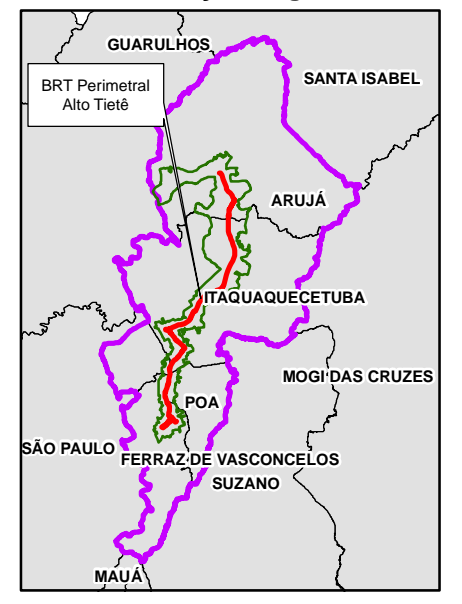 GUARULHOS
SANTA ISABEL
BRT Perimetral
Alto Tietê
ARUJÁ
ITAQUAQUECETUBA
MOGI DAS CRUZES
POA
SÃO PAULO
FERRAZ DE VASCONCELOS
SUZANO
MAUÁ